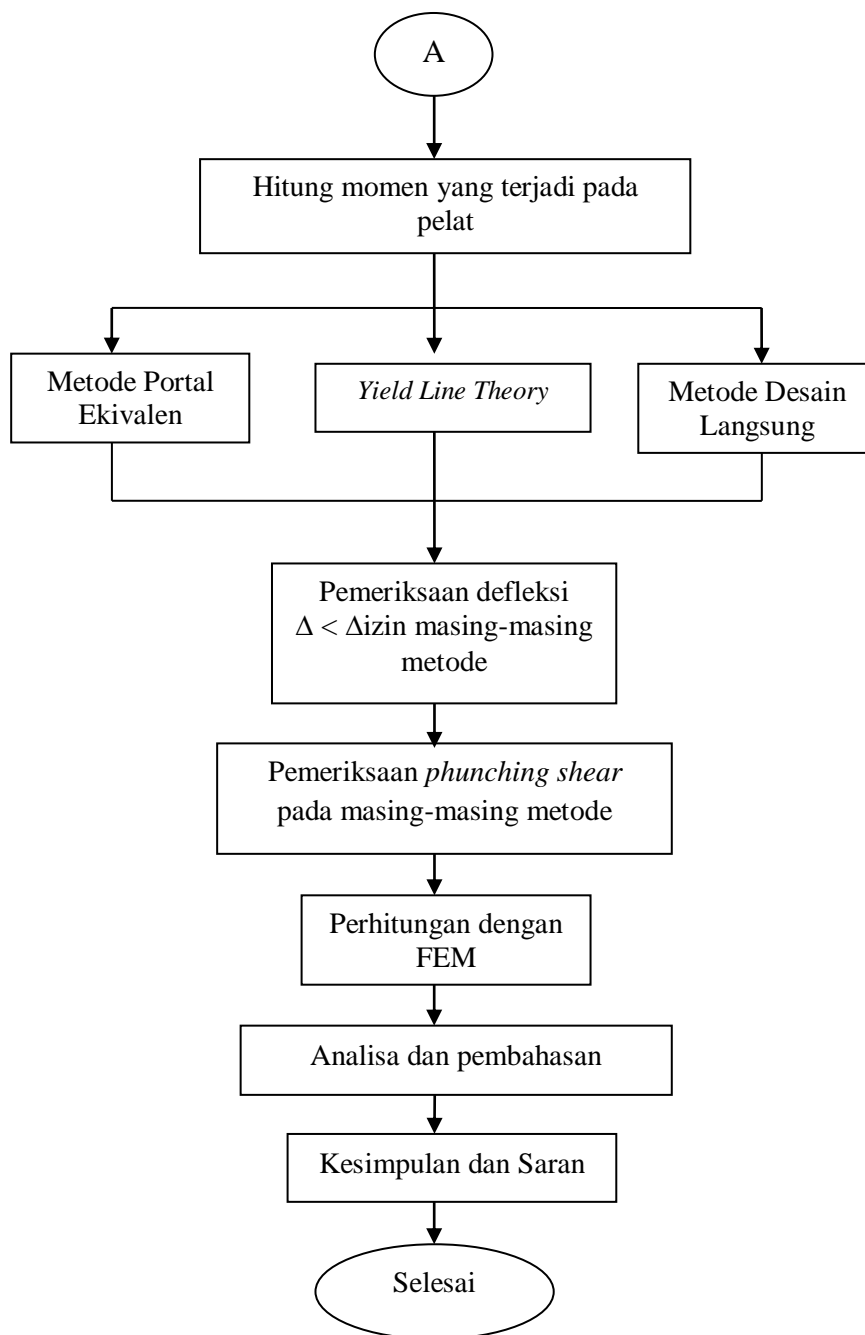 A
Hitung momen yang terjadi pada
pelat
Metode Portal
Ekivalen
Yield Line Theory
Metode Desain
Langsung
Pemeriksaan defleksi
Δ < Δizin masing-masing
metode
Pemeriksaan phunching shear
pada masing-masing metode
Perhitungan dengan
FEM
Analisa dan pembahasan
Kesimpulan dan Saran
Selesai